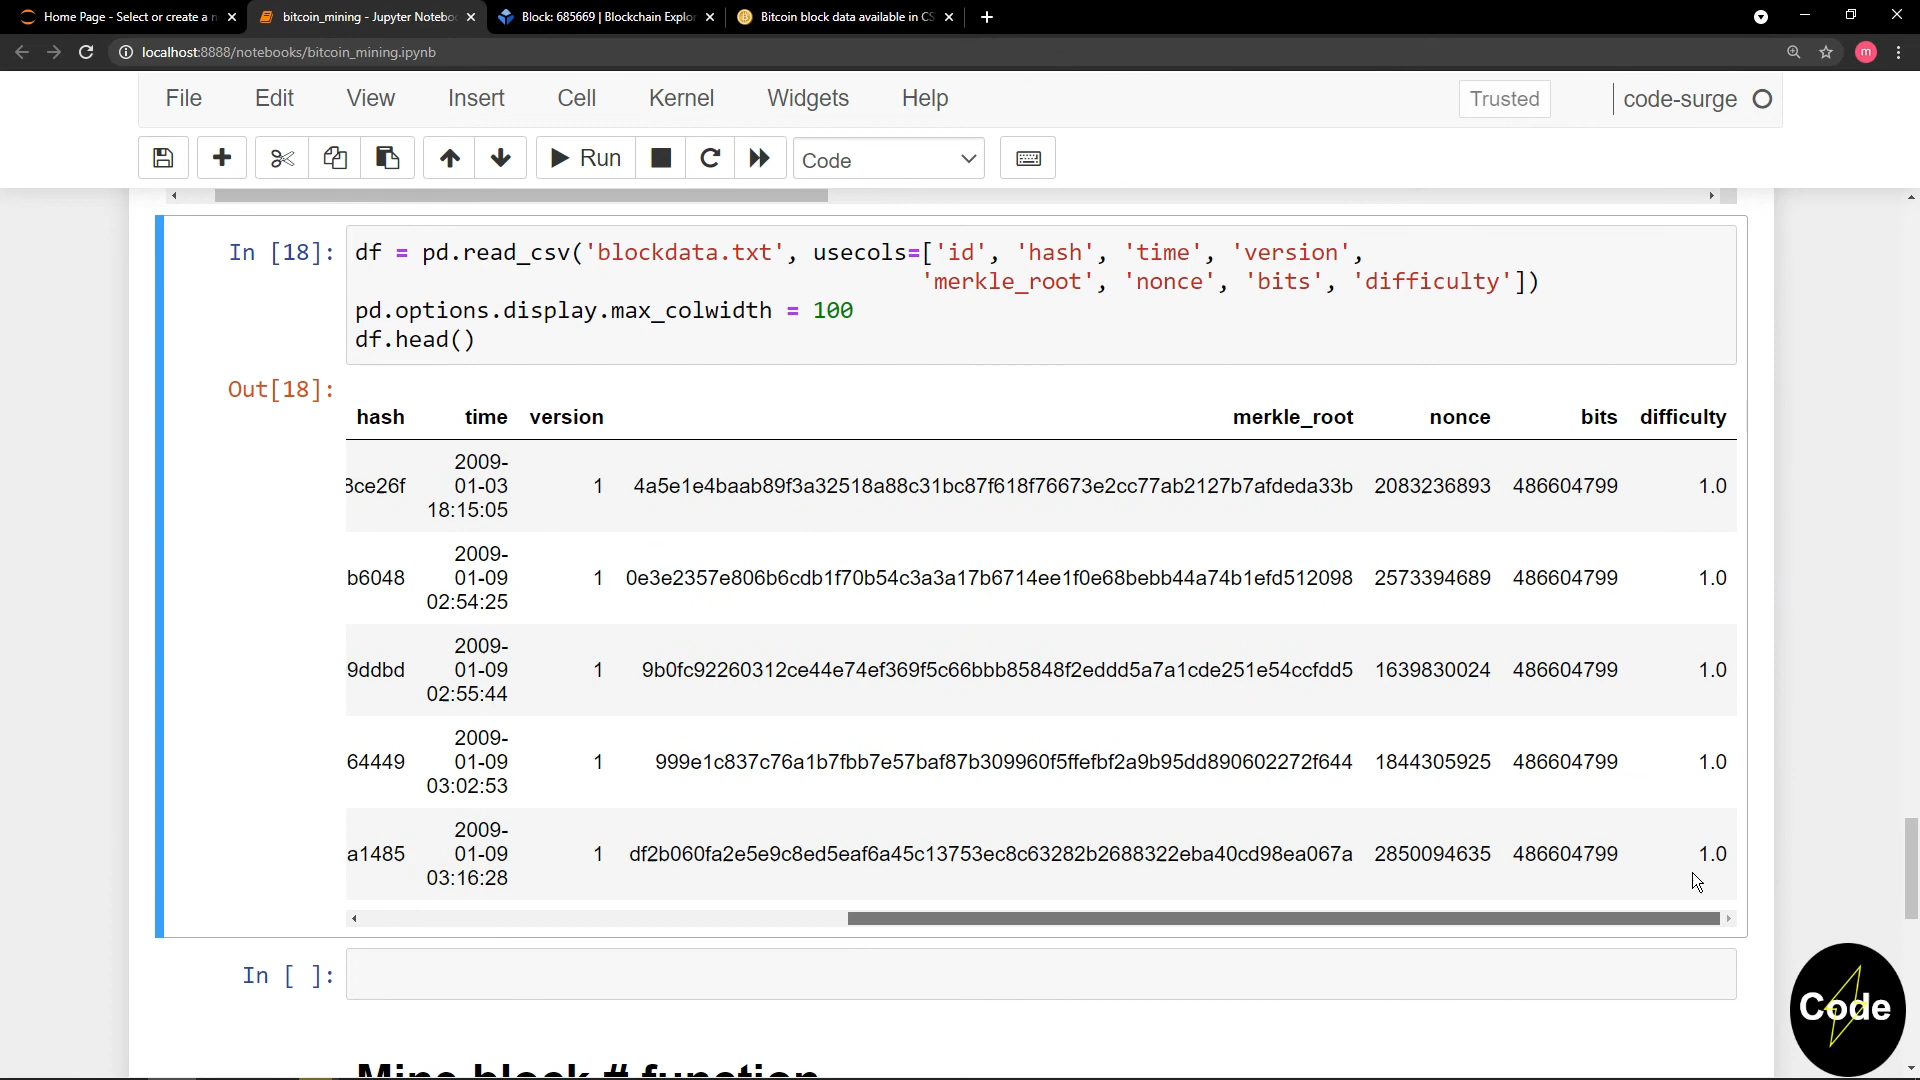 Home Page - Select or create a n
bitcoin_mining - Jupyter Notebo
Block: 685669 | Blockchain Explo
Bitcoin block data available in CS
localhost:8888/notebooks/bitcoin_mining.ipynb
m
File Edit View Insert Cell Kernel Widgets Help
Trusted
code-surge
Run
Code
In [18]:
df = pd.read_csv('blockdata.txt', usecols=['id', 'hash', 'time', 'version',
'merkle_root', 'nonce', 'bits', 'difficulty'])
pd.options.display.max_colwidth = 100
df.head()
Out[18]:
hash time version merkle_root nonce bits difficulty
2009-
8ce26f 01-03 1 4a5e1e4baab89f3a32518a88c31bc87f618f76673e2cc77ab2127b7afdeda33b 2083236893 486604799 1.0
18:15:05
2009-
b6048 01-09 1 0e3e2357e806b6cdb1f70b54c3a3a17b6714ee1f0e68bebb44a74b1efd512098 2573394689 486604799 1.0
02:54:25
2009-
9ddbd 01-09 1 9b0fc92260312ce44e74ef369f5c66bbb85848f2eddd5a7a1cde251e54ccfdd5 1639830024 486604799 1.0
02:55:44
2009-
64449 01-09 1 999e1c837c76a1b7fbb7e57baf87b309960f5ffefbf2a9b95dd890602272f644 1844305925 486604799 1.0
03:02:53
2009-
a1485 01-09 1 df2b060fa2e5e9c8ed5eaf6a45c13753ec8c63282b2688322eba40cd98ea067a 2850094635 486604799 1.0
03:16:28
In [ ]:
Mine block # function
Code